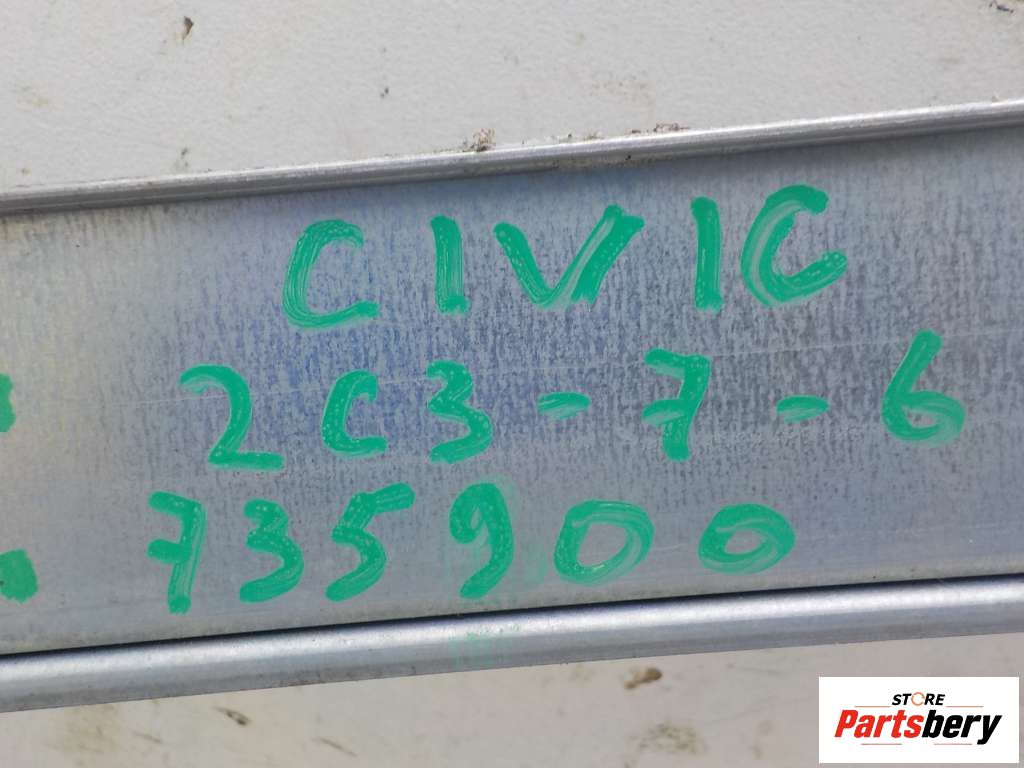 CIVIC
2C3-7-6
735900
STORE
Partsbery